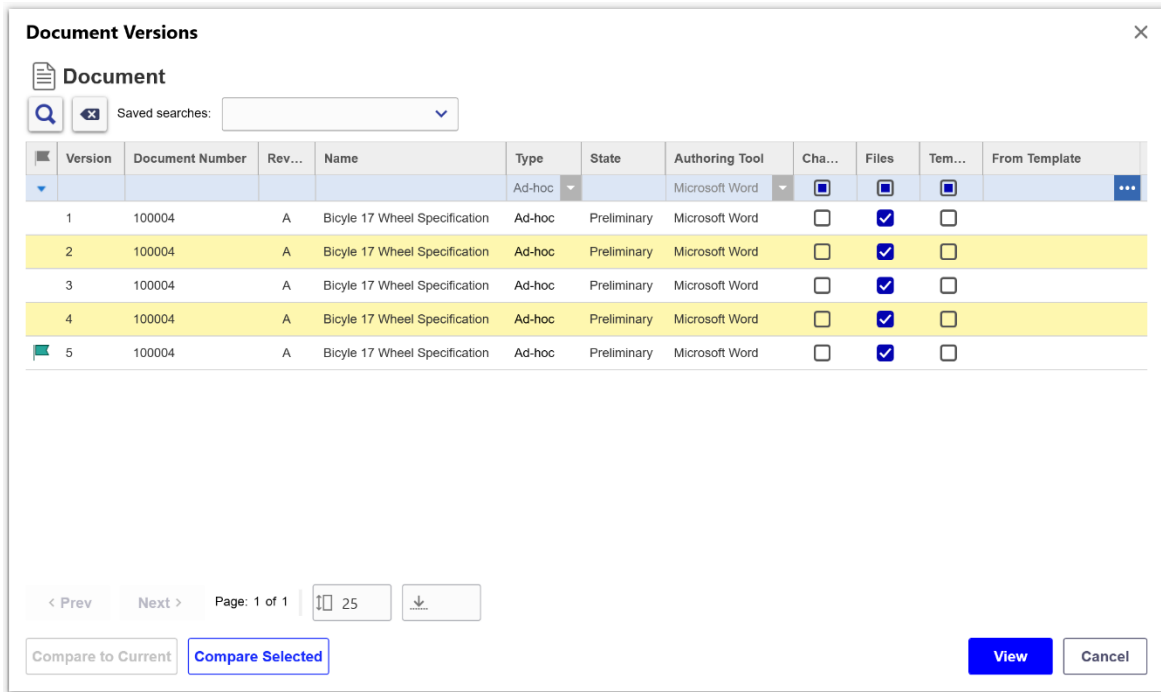 Document Versions
Document
Saved searches:
Version Document Number Rev... Name Type State Authoring Tool Cha... Files Tem... From Template
Ad-hoc Microsoft Word
1 100004 A Bicyle 17 Wheel Specification Ad-hoc Preliminary Microsoft Word
2 100004 A Bicyle 17 Wheel Specification Ad-hoc Preliminary Microsoft Word
3 100004 A Bicyle 17 Wheel Specification Ad-hoc Preliminary Microsoft Word
4 100004 A Bicyle 17 Wheel Specification Ad-hoc Preliminary Microsoft Word
5 100004 A Bicyle 17 Wheel Specification Ad-hoc Preliminary Microsoft Word
< Prev Next > Page: 1 of 1 25
Compare to Current Compare Selected View Cancel